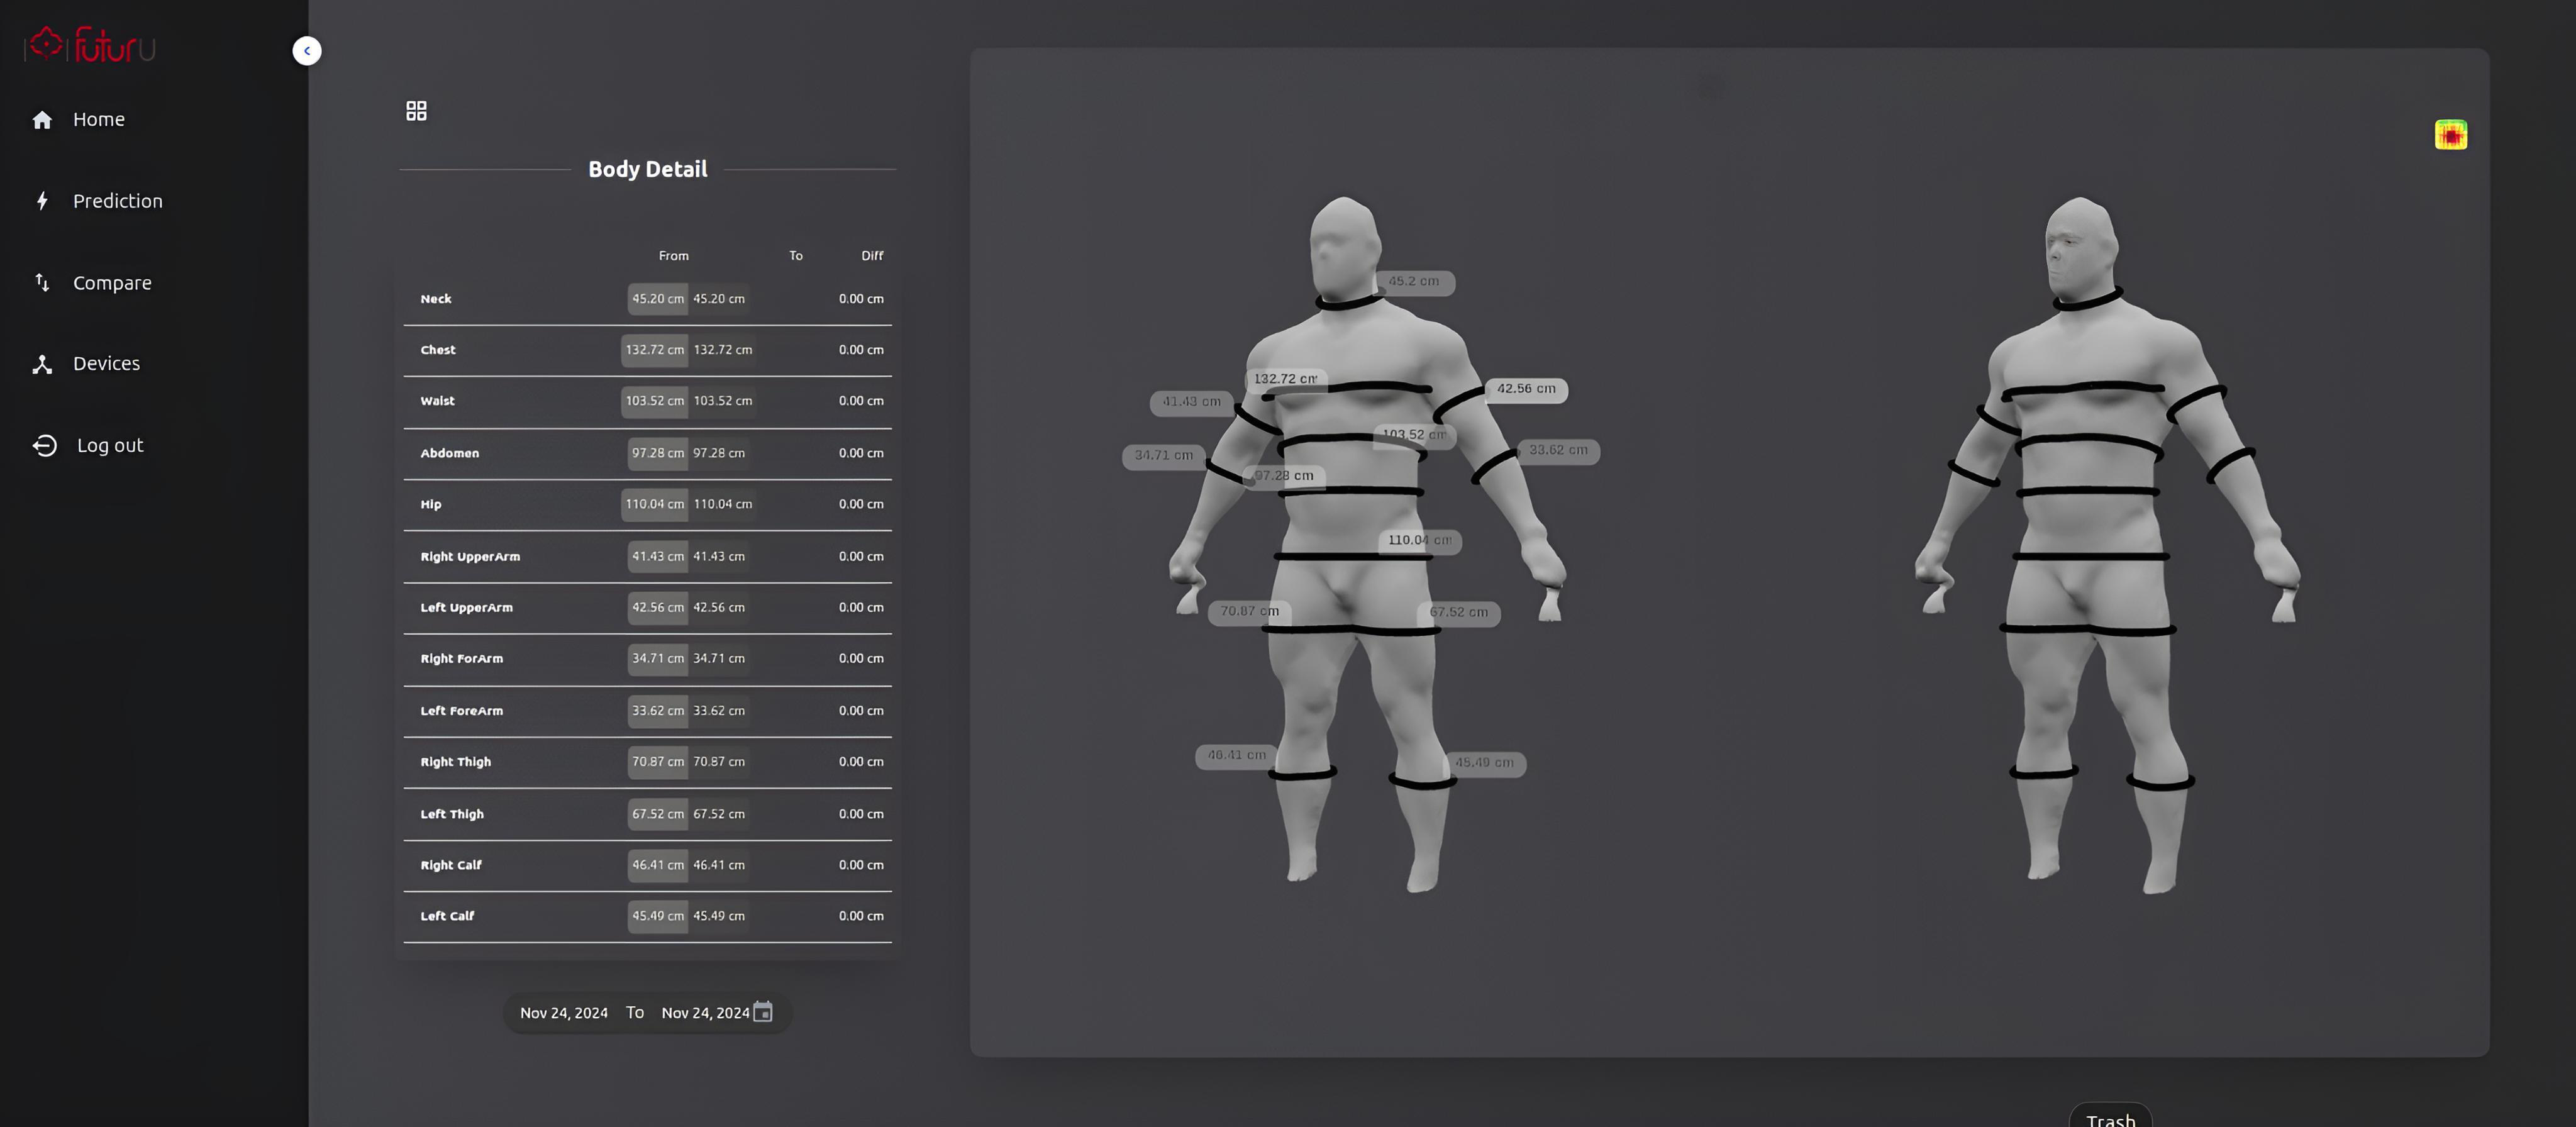 futurU
Home
Prediction
Compare
Devices
Log out
Body Detail
From To Diff
Neck 45.20 cm 45.20 cm 0.00 cm
Chest 132.72 cm 132.72 cm 0.00 cm
Waist 103.52 cm 103.52 cm 0.00 cm
Abdomen 97.28 cm 97.28 cm 0.00 cm
Hip 110.04 cm 110.04 cm 0.00 cm
Right UpperArm 41.43 cm 41.43 cm 0.00 cm
Left UpperArm 42.56 cm 42.56 cm 0.00 cm
Right ForArm 34.71 cm 34.71 cm 0.00 cm
Left ForeArm 33.62 cm 33.62 cm 0.00 cm
Right Thigh 70.87 cm 70.87 cm 0.00 cm
Left Thigh 67.52 cm 67.52 cm 0.00 cm
Right Calf 46.41 cm 46.41 cm 0.00 cm
Left Calf 45.49 cm 45.49 cm 0.00 cm
Nov 24, 2024 To Nov 24, 2024
45.2 cm
132.72 cm
42.56 cm
41.43 cm
103.52 cm
33.62 cm
34.71 cm
97.28 cm
110.04 cm
70.87 cm
67.52 cm
46.41 cm
45.49 cm
Trash